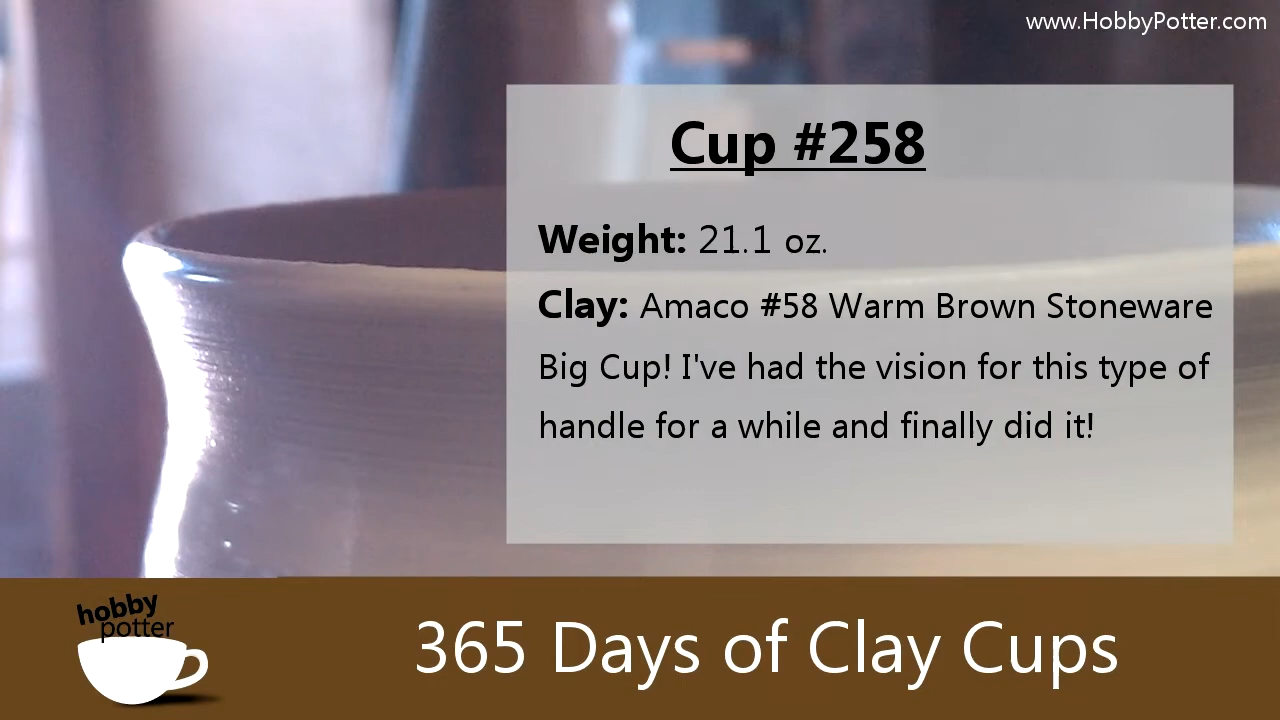 www.HobbyPotter.com
Cup #258
Weight: 21.1 oz.
Clay: Amaco #58 Warm Brown Stoneware
Big Cup! I've had the vision for this type of
handle for a while and finally did it!
hobby
potter
365 Days of Clay Cups